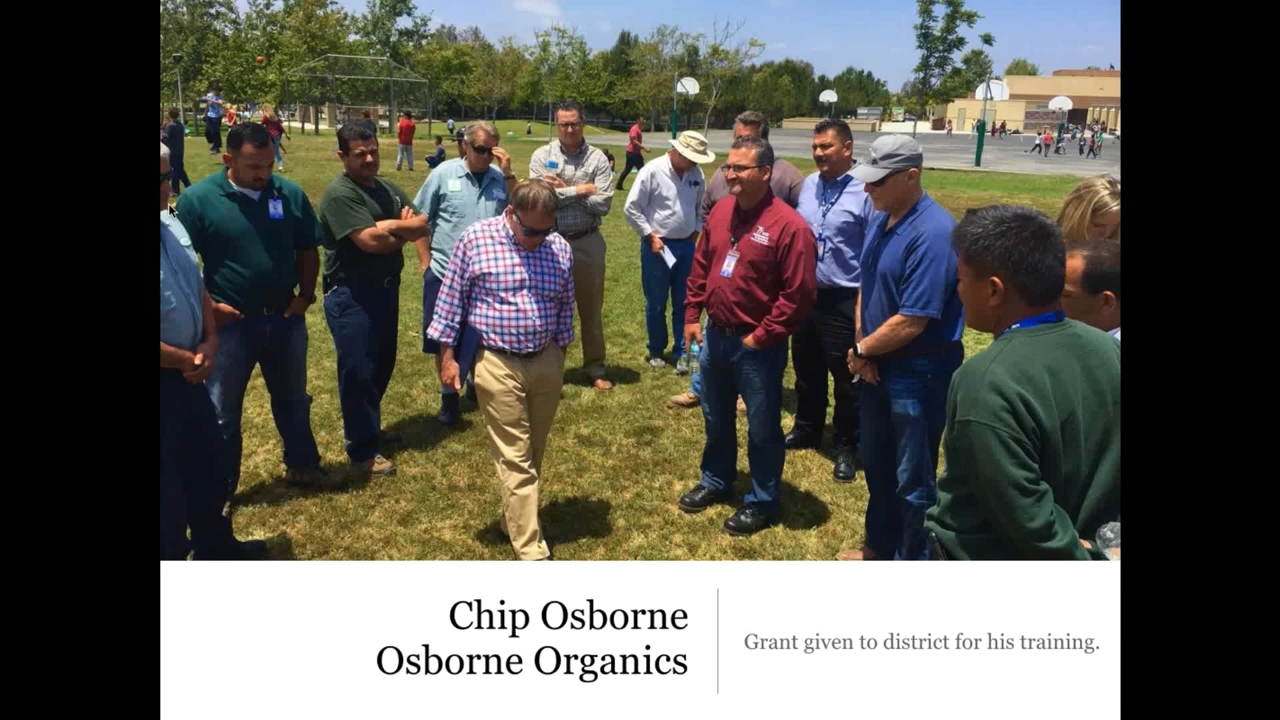 Chip Osborne
Osborne Organics
Grant given to district for his training.